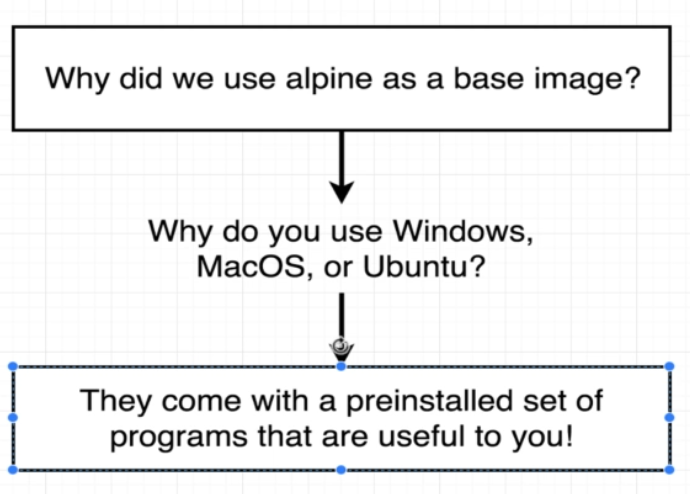 Why did we use alpine as a base image?
Why do you use Windows,
MacOS, or Ubuntu?
They come with a preinstalled set of
programs that are useful to you!